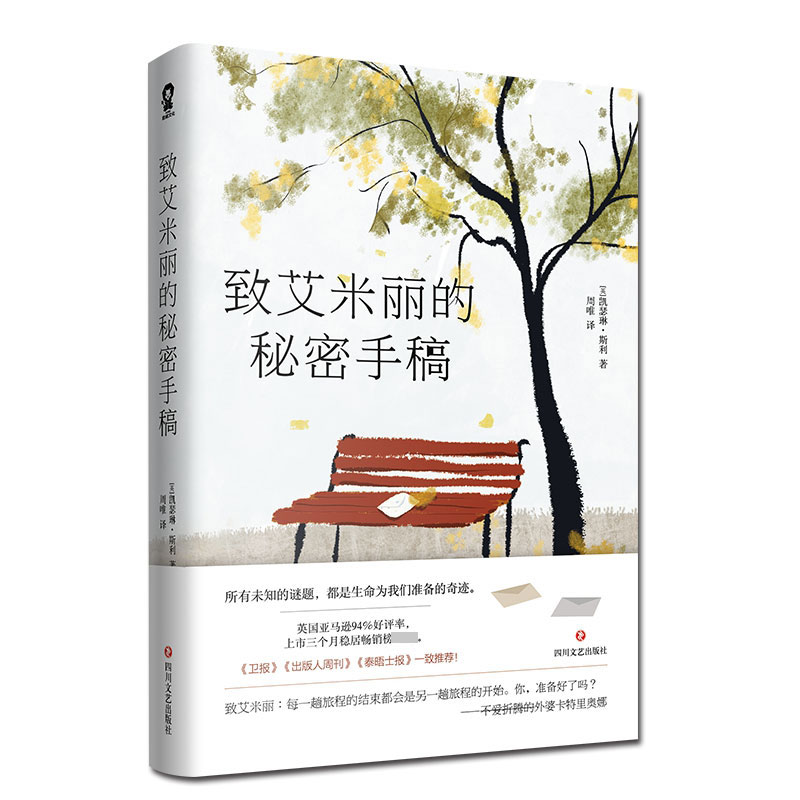 致艾米丽的秘密手稿
[英]凯瑟琳·斯利 著
周唯 译
四川文艺出版社
致艾米丽的
秘密手稿
[英]凯瑟琳·斯利 著
周唯 译
所有未知的谜题，都是生命为我们准备的奇迹。
英国亚马逊94%好评率，
上市三个月稳居畅销榜 。
《卫报》《出版人周刊》《泰晤士报》一致推荐！
四川文艺出版社
致艾米丽：每一趟旅程的结束都会是另一趟旅程的开始。你，准备好了吗？
——不爱折腾的外婆卡特里奥娜